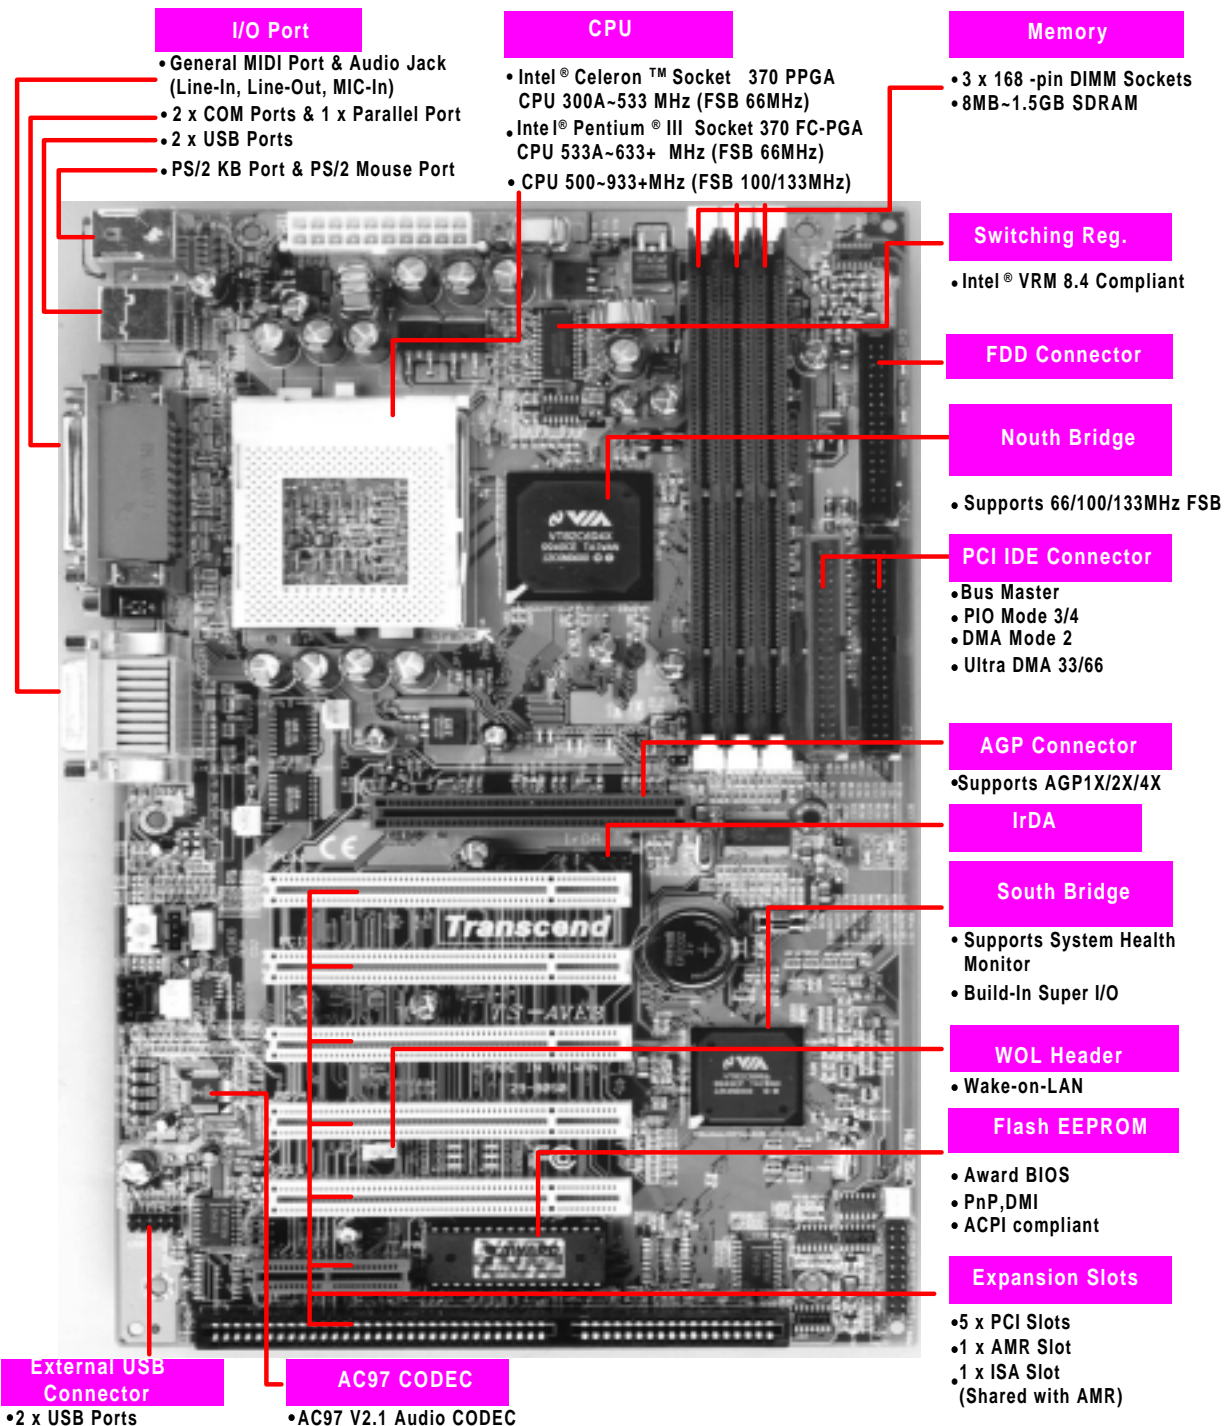 I/O Port
• General MIDI Port & Audio Jack
(Line-In, Line-Out, MIC-In)
• 2 x COM Ports & 1 x Parallel Port
• 2 x USB Ports
• PS/2 KB Port & PS/2 Mouse Port
CPU
• Intel ® Celeron ™ Socket 370 PPGA
CPU 300A~533 MHz (FSB 66MHz)
• Intel® Pentium ® III Socket 370 FC-PGA
CPU 533A~633+ MHz (FSB 66MHz)
• CPU 500~933+MHz (FSB 100/133MHz)
Memory
• 3 x 168 -pin DIMM Sockets
• 8MB~1.5GB SDRAM
Switching Reg.
• Intel ® VRM 8.4 Compliant
FDD Connector
Nouth Bridge
• Supports 66/100/133MHz FSB
PCI IDE Connector
• Bus Master
• PIO Mode 3/4
• DMA Mode 2
• Ultra DMA 33/66
AGP Connector
• Supports AGP1X/2X/4X
IrDA
South Bridge
• Supports System Health
Monitor
• Build-In Super I/O
WOL Header
• Wake-on-LAN
Flash EEPROM
• Award BIOS
• PnP,DMI
• ACPI compliant
Expansion Slots
• 5 x PCI Slots
• 1 x AMR Slot
• 1 x ISA Slot
(Shared with AMR)
External USB
Connector
• 2 x USB Ports
AC97 CODEC
• AC97 V2.1 Audio CODEC
VIA
IrDA
CE
Transcend
VIA
AWARD